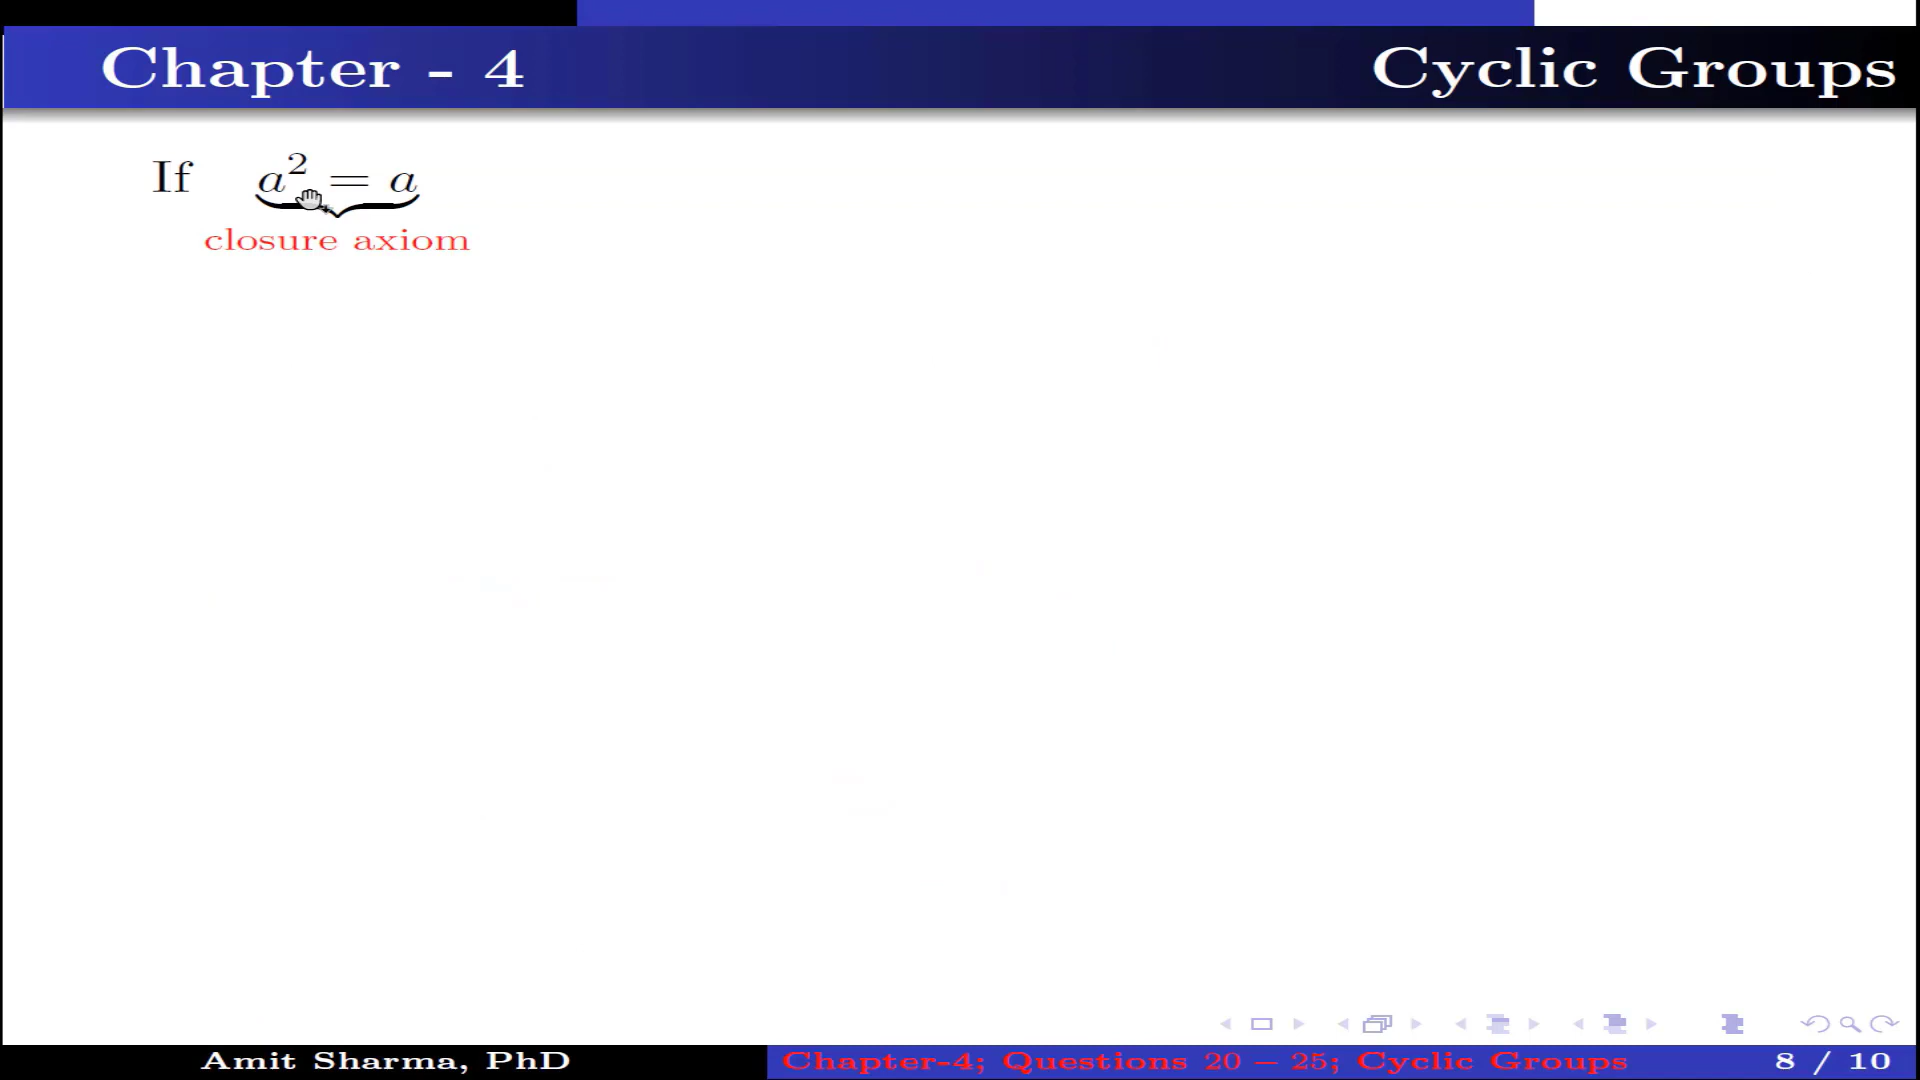 Chapter - 4 Cyclic Groups
If a² = a
closure axiom
Amit Sharma, PhD Chapter-4; Questions 20 – 25; Cyclic Groups 8 / 10